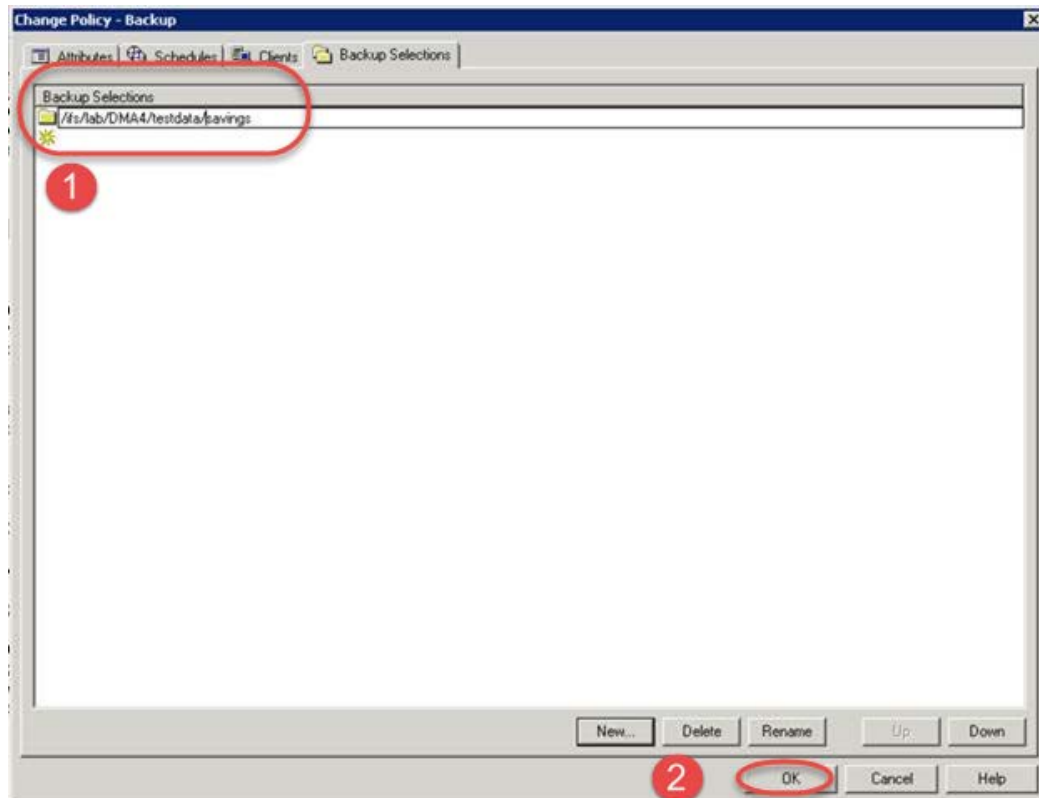 Change Policy - Backup
Attributes Schedules Clients Backup Selections
Backup Selections
/ifs/lab/DMA4/testdata/savings
1
New... Delete Rename Up Down
2 OK Cancel Help